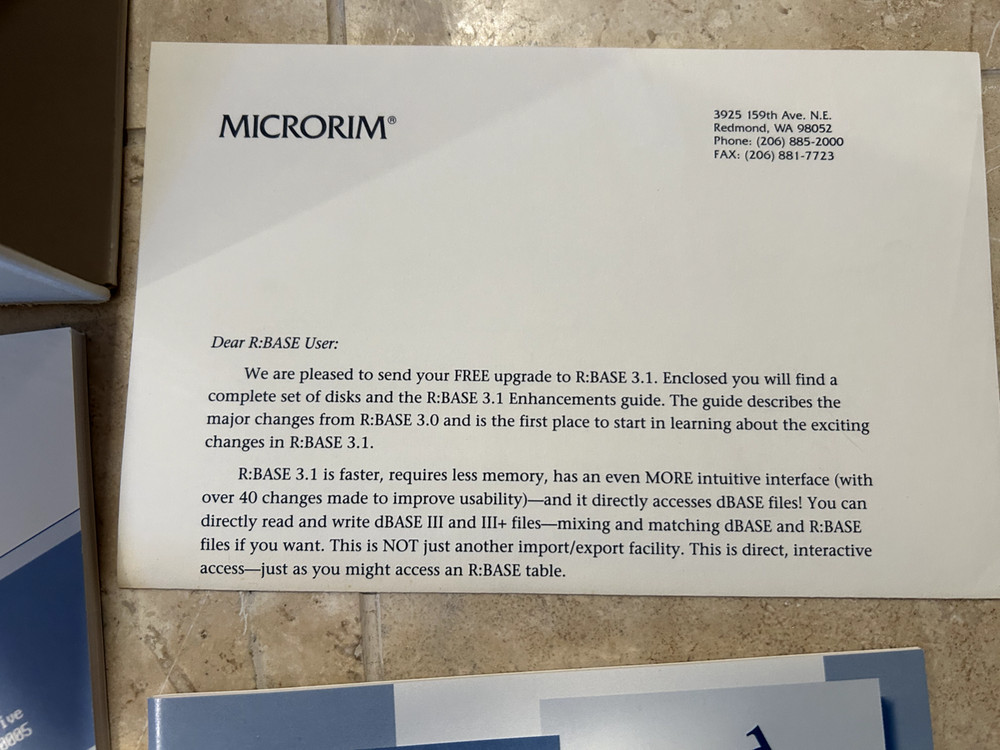 MICRORIM®
3925 159th Ave. N.E.
Redmond, WA 98052
Phone: (206) 885-2000
FAX: (206) 881-7723
Dear R:BASE User:
We are pleased to send your FREE upgrade to R:BASE 3.1. Enclosed you will find a
complete set of disks and the R:BASE 3.1 Enhancements guide. The guide describes the
major changes from R:BASE 3.0 and is the first place to start in learning about the exciting
changes in R:BASE 3.1.
R:BASE 3.1 is faster, requires less memory, has an even MORE intuitive interface (with
over 40 changes made to improve usability)—and it directly accesses dBASE files! You can
directly read and write dBASE III and III+ files—mixing and matching dBASE and R:BASE
files if you want. This is NOT just another import/export facility. This is direct, interactive
access—just as you might access an R:BASE table.